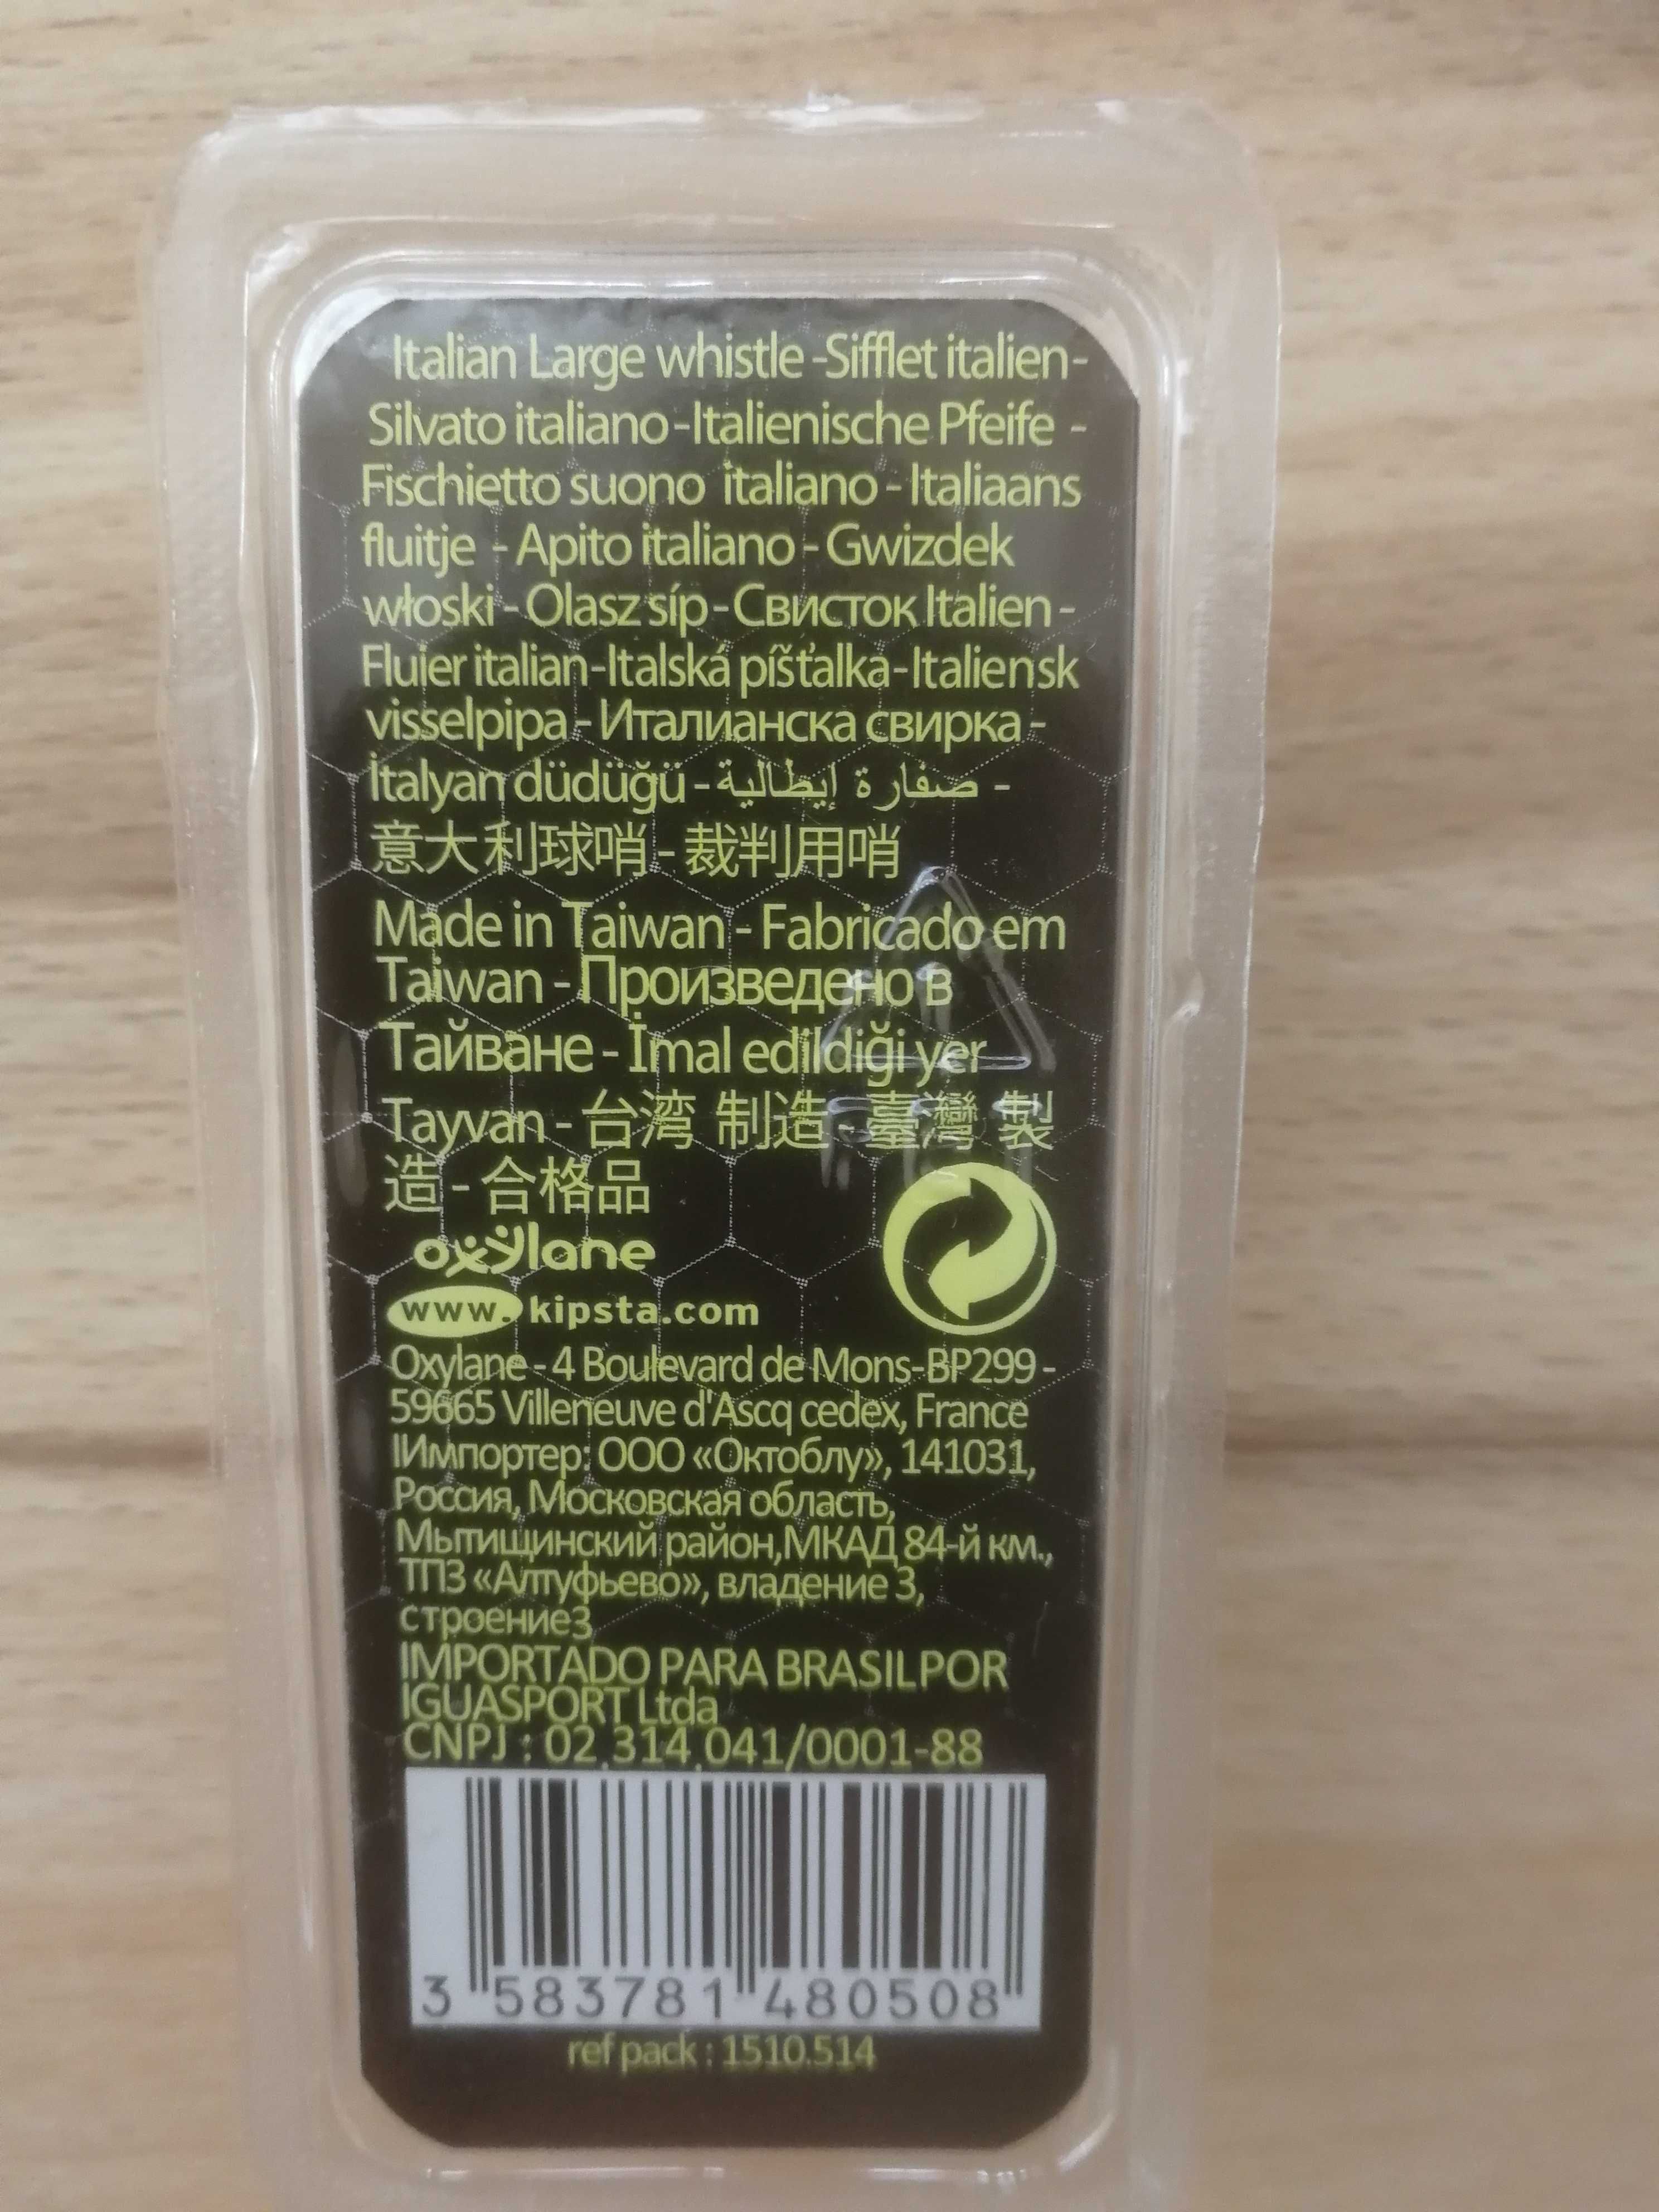 Italian Large whistle -Sifflet italien-
Silvato italiano-Italienische Pfeife -
Fischietto suono italiano - Italiaans
fluitje - Apito italiano - Gwizdek
włoski - Olasz síp - Свисток Italien -
Fluier italian-Italská píšťalka-Italiensk
visselpipa - Италианска свирка -
İtalyan düdüğü - صفارة إيطالية -
意大利球哨 - 裁判用哨
Made in Taiwan - Fabricado em
Taiwan - Произведено в
Тайване - İmal edildiği yer
Tayvan - 台湾 制造 - 臺灣 製
造 - 合格品
oxylane
www. kipsta.com
Oxylane - 4 Boulevard de Mons-BP299 -
59665 Villeneuve d'Ascq cedex, France
IИмпортер: ООО «Октоблу», 141031,
Россия, Московская область,
Мытищинский район,МКАД 84-й км.,
ТПЗ «Алтуфьево», владение 3,
строение3
IMPORTADO PARA BRASILPOR
IGUASPORT Ltda
CNPJ : 02.314.041/0001-88
3 583781 480508
ref pack : 1510.514